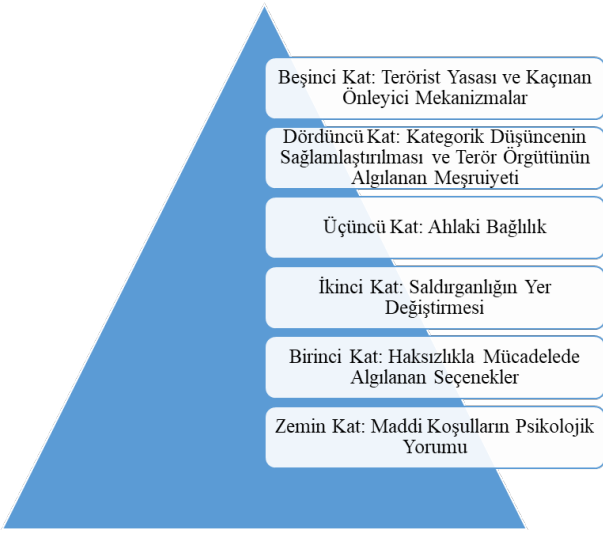 Beşinci Kat: Terörist Yasası ve Kaçınan
Önleyici Mekanizmalar
Dördüncü Kat: Kategorik Düşüncenin
Sağlamlaştırılması ve Terör Örgütünün
Algılanan Meşruiyeti
Üçüncü Kat: Ahlaki Bağlılık
İkinci Kat: Saldırganlığın Yer
Değiştirmesi
Birinci Kat: Haksızlıkla Mücadelede
Algılanan Seçenekler
Zemin Kat: Maddi Koşulların Psikolojik
Yorumu